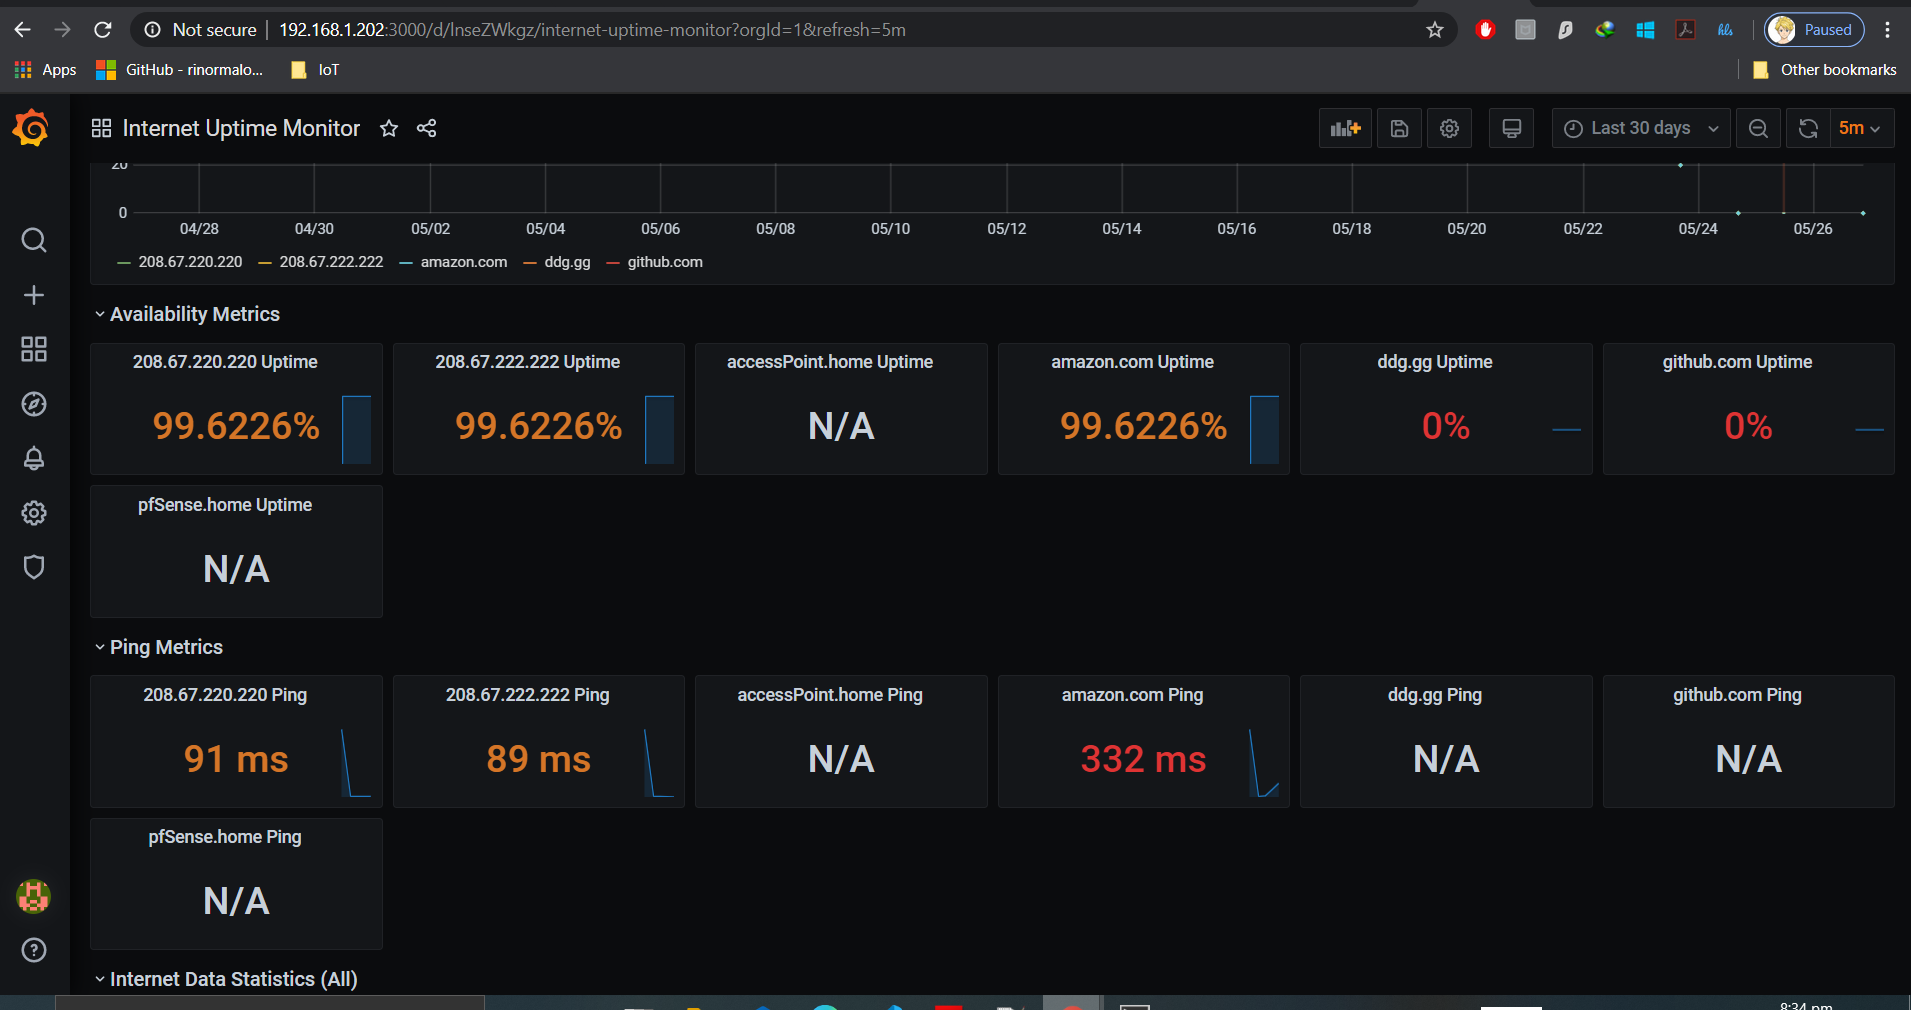 Not secure | 192.168.1.202:3000/d/lnseZWkgz/internet-uptime-monitor?orgId=1&refresh=5m
Paused
Apps
GitHub - rinormalo...
IoT
Other bookmarks
Internet Uptime Monitor
Last 30 days
5m
20
0
04/28 04/30 05/02 05/04 05/06 05/08 05/10 05/12 05/14 05/16 05/18 05/20 05/22 05/24 05/26
208.67.220.220 208.67.222.222 amazon.com ddg.gg github.com
Availability Metrics
208.67.220.220 Uptime
99.6226%
208.67.222.222 Uptime
99.6226%
accessPoint.home Uptime
N/A
amazon.com Uptime
99.6226%
ddg.gg Uptime
0%
github.com Uptime
0%
pfSense.home Uptime
N/A
Ping Metrics
208.67.220.220 Ping
91 ms
208.67.222.222 Ping
89 ms
accessPoint.home Ping
N/A
amazon.com Ping
332 ms
ddg.gg Ping
N/A
github.com Ping
N/A
pfSense.home Ping
N/A
Internet Data Statistics (All)
8:34 pm